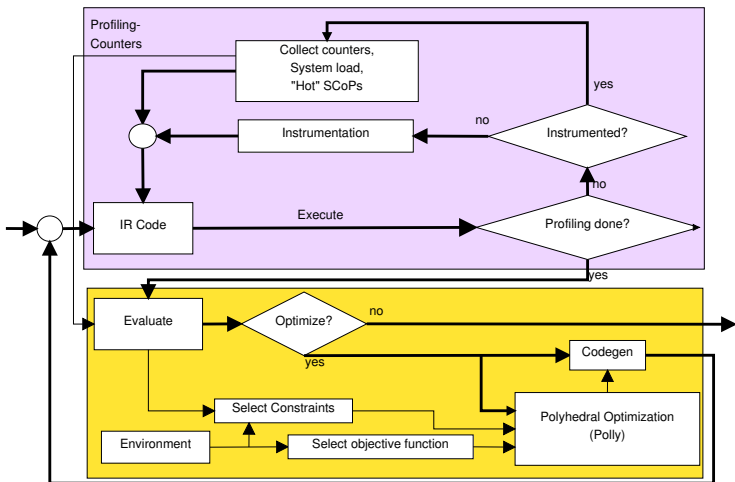 Profiling-
Counters
Collect counters,
System load,
"Hot" SCoPs
yes
no
Instrumentation
Instrumented?
no
IR Code
Execute
Profiling done?
yes
Evaluate
Optimize?
no
yes
Codegen
Select Constraints
Polyhedral Optimization
(Polly)
Environment
Select objective function